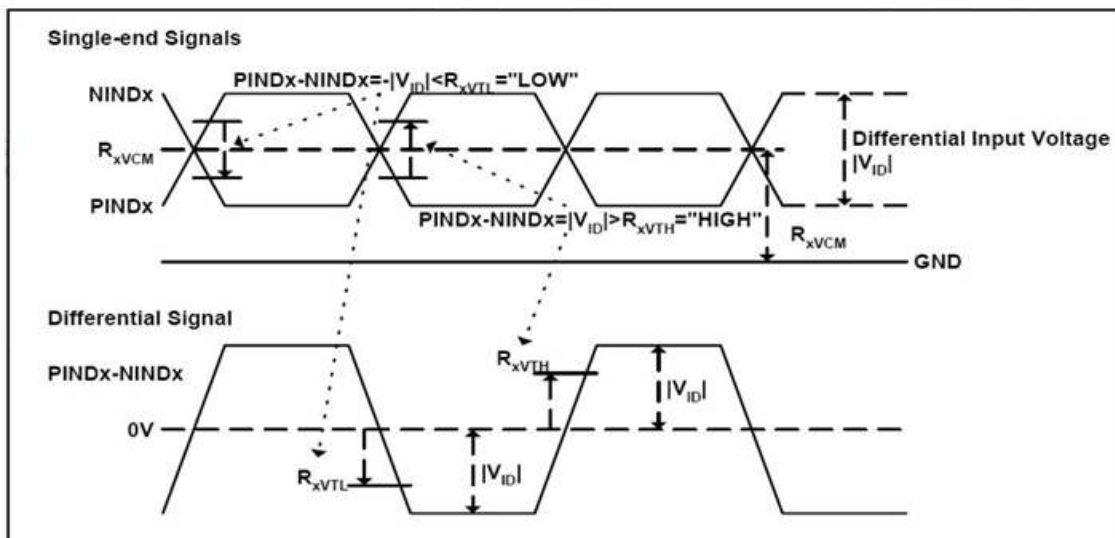 Single-end Signals
PINDx-NINDx=-|VID|<RxVTL="LOW"
NINDx
RxVCM
PINDx
Differential Input Voltage
|VID|
PINDx-NINDx=|VID|>RxVTH="HIGH"
RxVCM
GND
Differential Signal
PINDx-NINDx
RxVTH
|VID|
0V
RxVTL
|VID|